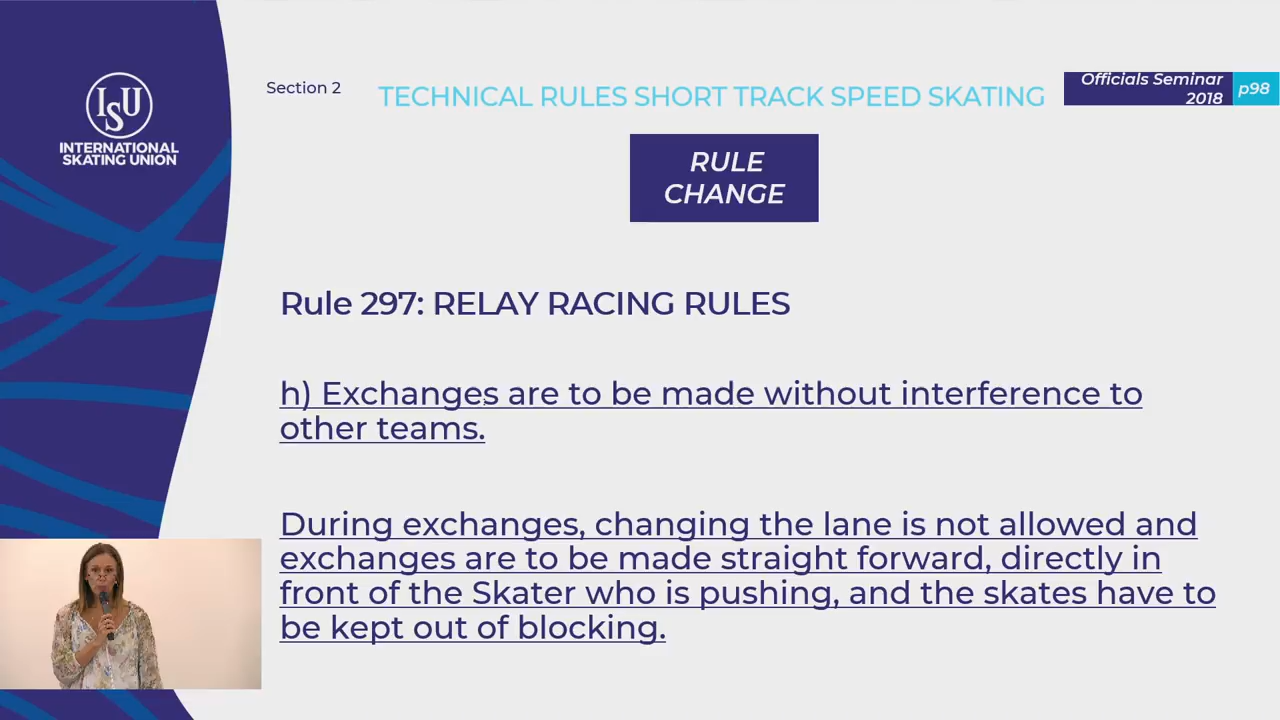 ISU
INTERNATIONAL
SKATING UNION
Section 2
TECHNICAL RULES SHORT TRACK SPEED SKATING
Officials Seminar
2018
p98
RULE
CHANGE
Rule 297: RELAY RACING RULES
h) Exchanges are to be made without interference to
other teams.
During exchanges, changing the lane is not allowed and
exchanges are to be made straight forward, directly in
front of the Skater who is pushing, and the skates have to
be kept out of blocking.